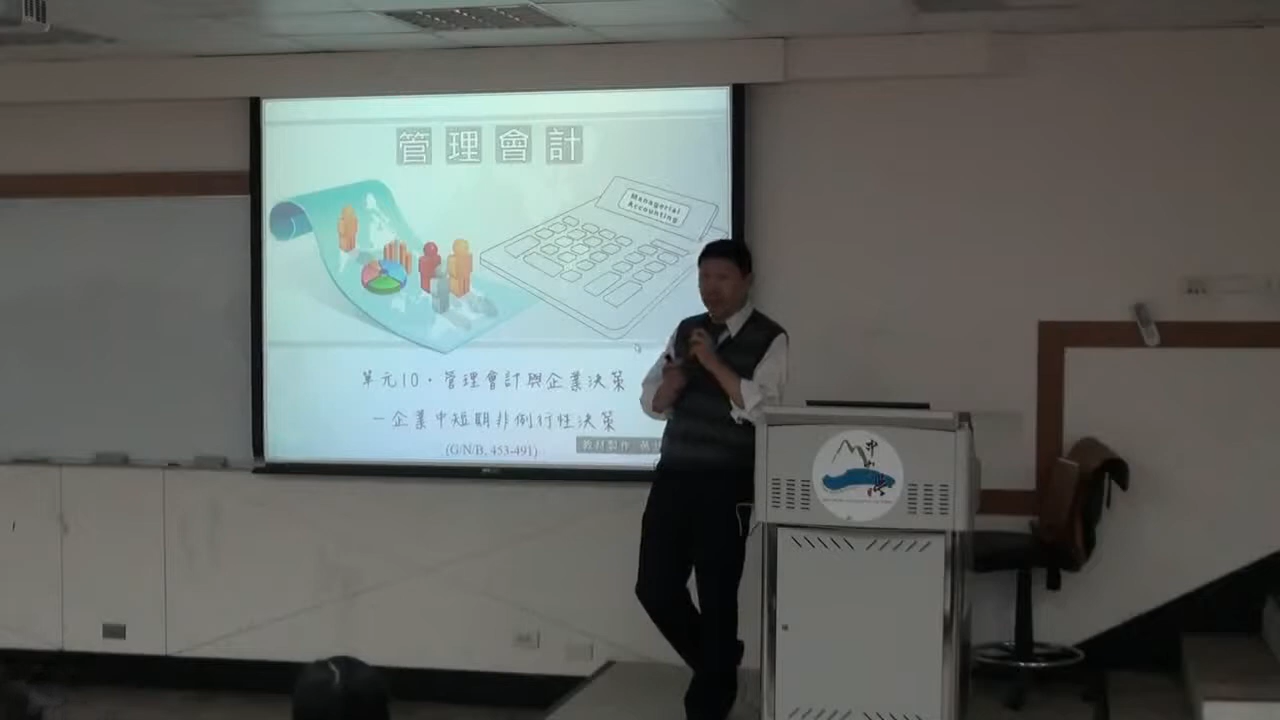 管理會計
Managerial
Accounting
單元10·管理會計與企業決策
－企業中短期非例行性決策
(G/N/B, 453-491)
教材製作